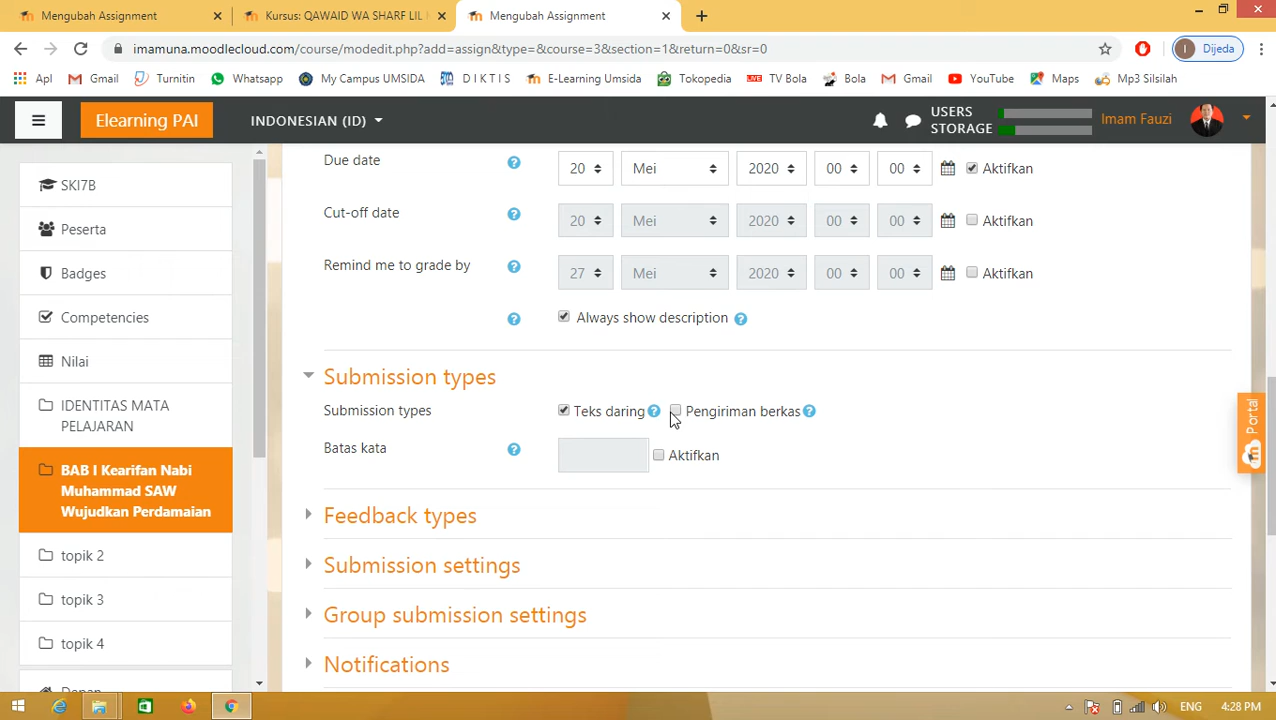 Mengubah Assignment
Kursus: QAWAID WA SHARF LIL
Mengubah Assignment
imamuna.moodlecloud.com/course/modedit.php?add=assign&type=&course=3&section=1&return=0&sr=0
I
Dijeda
Apl
Gmail
Turnitin
Whatsapp
My Campus UMSIDA
D I K T I S
E-Learning Umsida
Tokopedia
LIVE TV Bola
Bola
Gmail
YouTube
Maps
Mp3 Silsilah
Elearning PAI
INDONESIAN (ID)
USERS
STORAGE
Imam Fauzi
SKI7B
Peserta
Badges
Competencies
Nilai
IDENTITAS MATA
PELAJARAN
BAB I Kearifan Nabi
Muhammad SAW
Wujudkan Perdamaian
topik 2
topik 3
topik 4
Depan
Due date
20 Mei 2020 00 00 Aktifkan
Cut-off date
20 Mei 2020 00 00 Aktifkan
Remind me to grade by
27 Mei 2020 00 00 Aktifkan
Always show description
Submission types
Submission types
Teks daring Pengiriman berkas
Batas kata
Aktifkan
Feedback types
Submission settings
Group submission settings
Notifications
Portal
ENG
4:28 PM